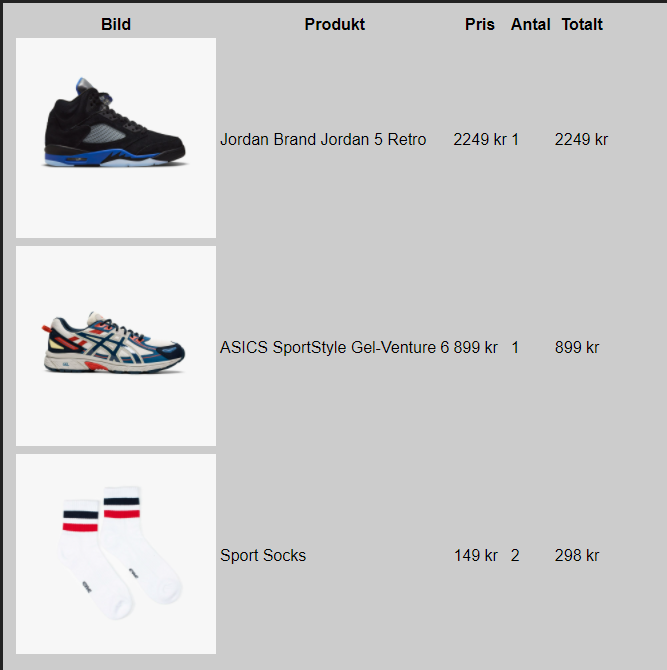 Bild Produkt Pris Antal Totalt
Jordan Brand Jordan 5 Retro 2249 kr 1 2249 kr
ASICS SportStyle Gel-Venture 6 899 kr 1 899 kr
Sport Socks 149 kr 2 298 kr